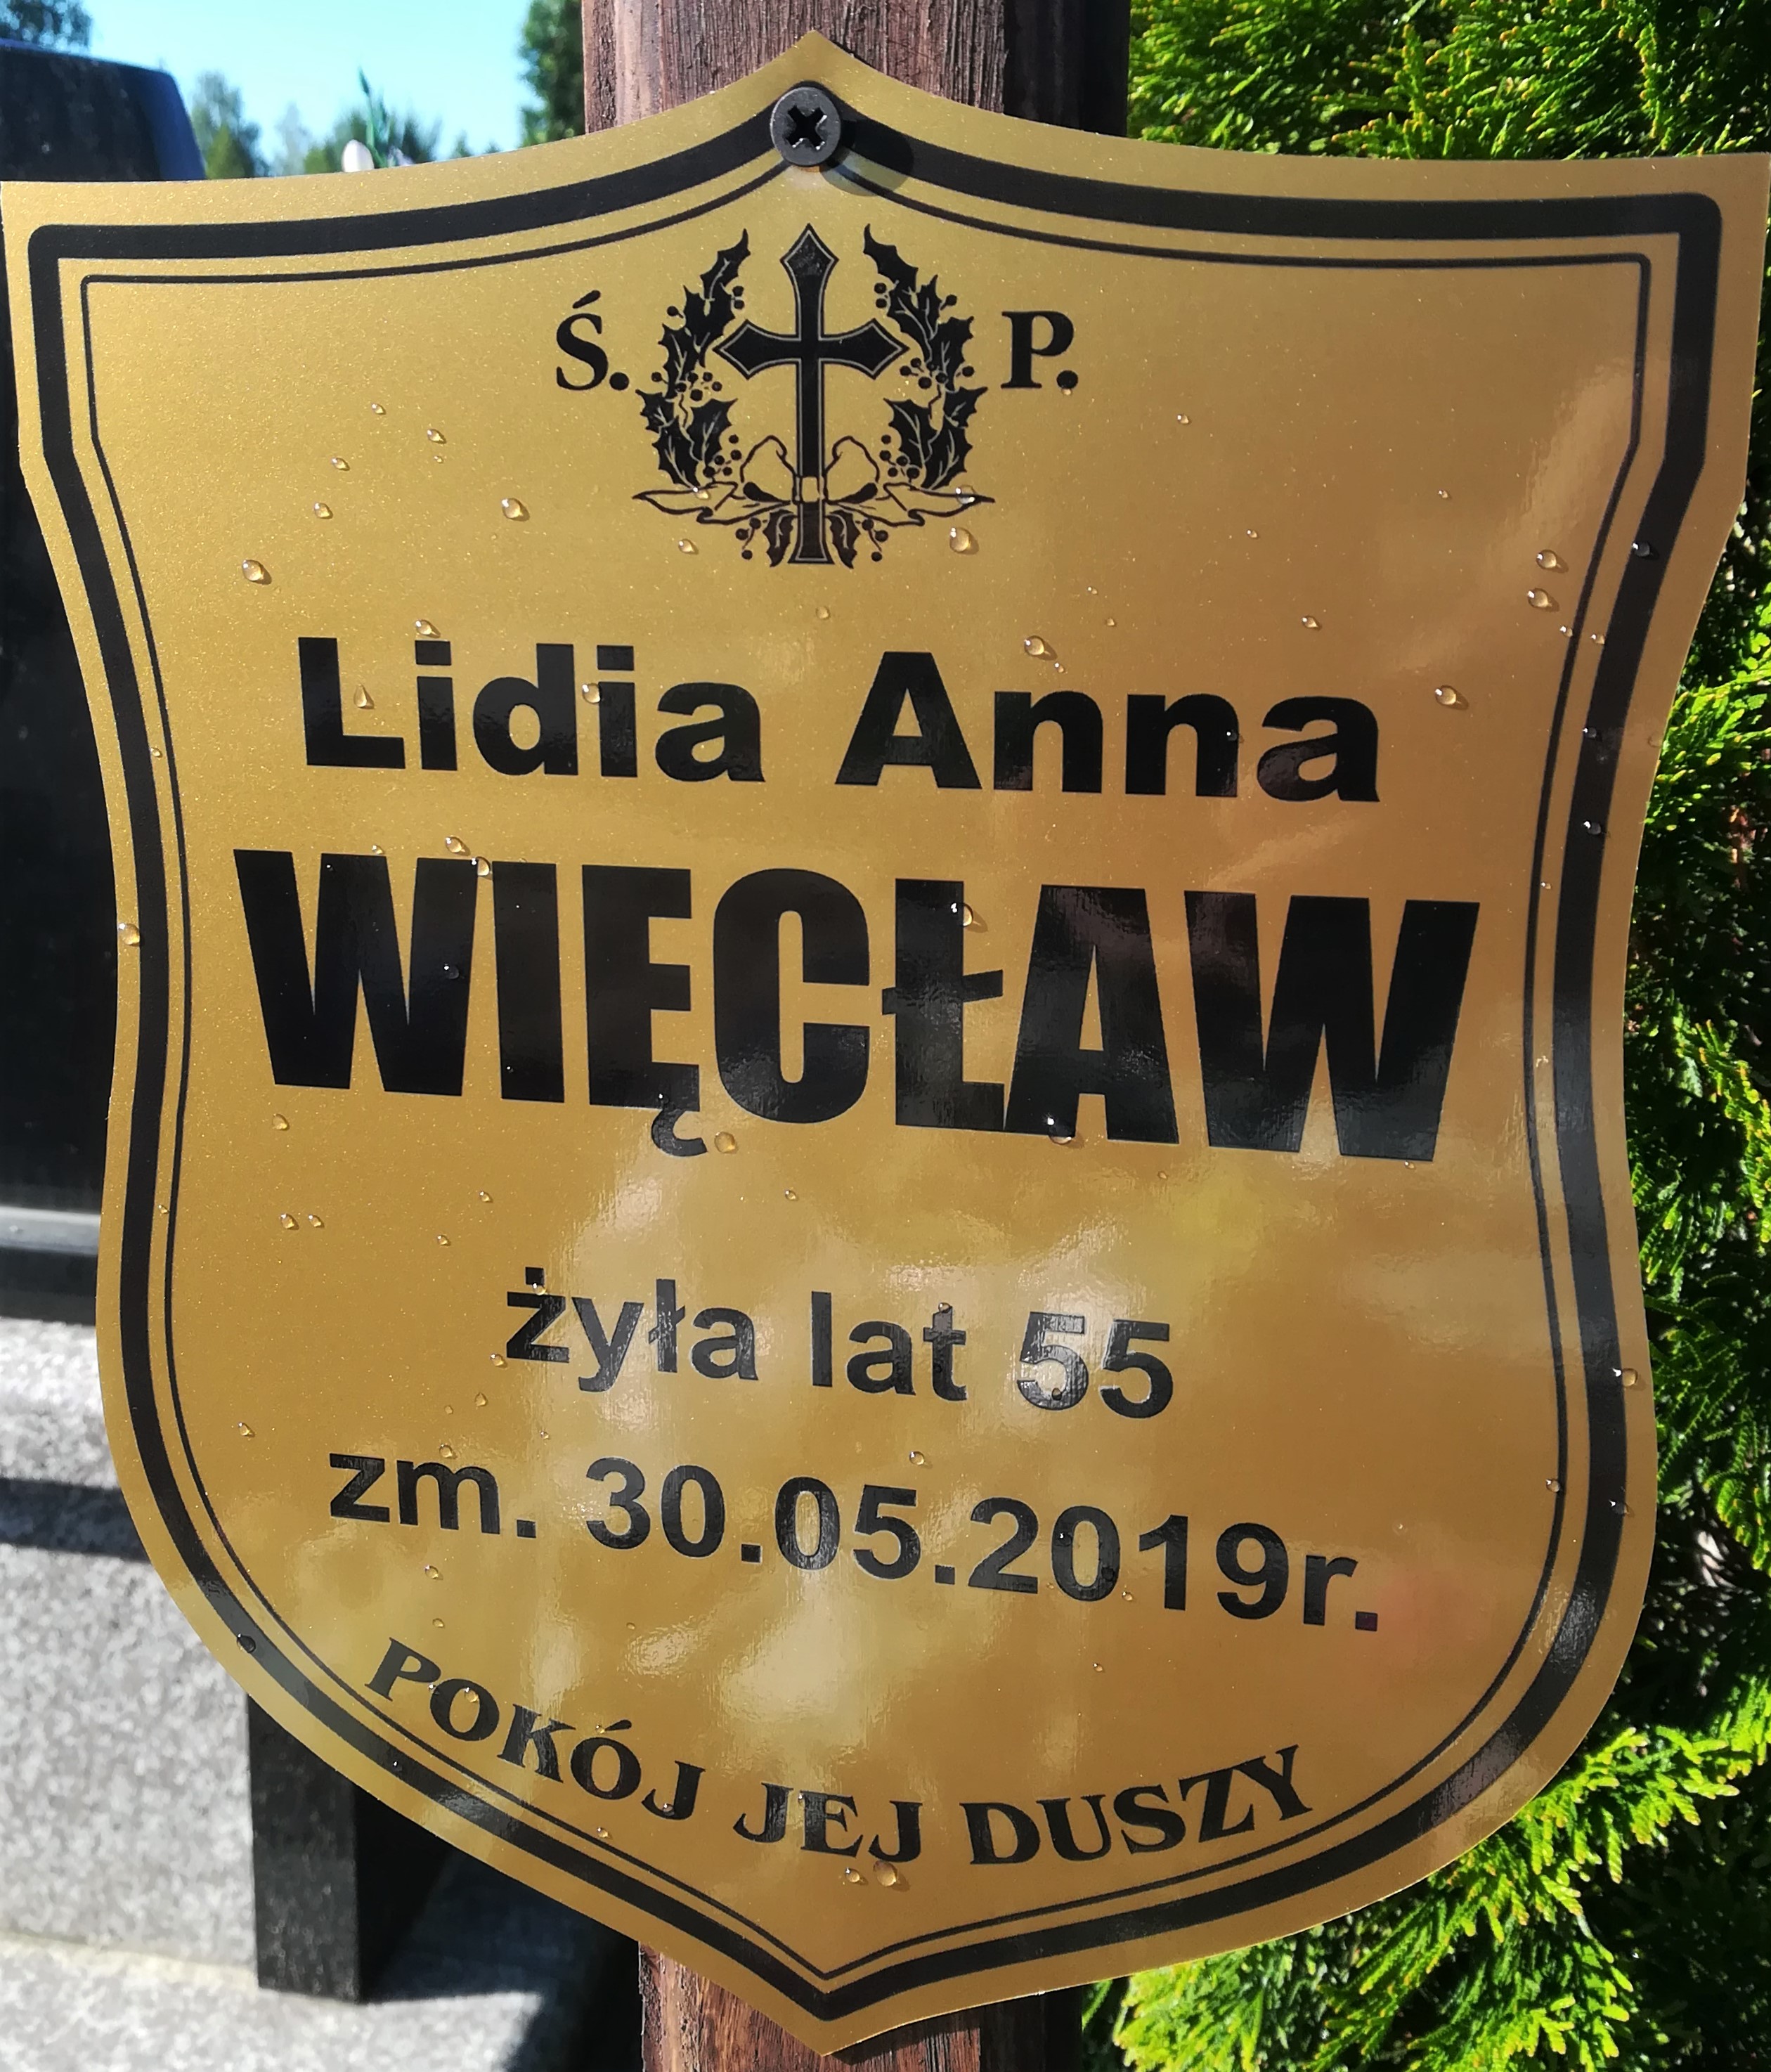 Ś. P.
Lidia Anna
WIĘCŁAW
żyła lat 55
zm. 30.05.2019r.
POKÓJ JEJ DUSZY